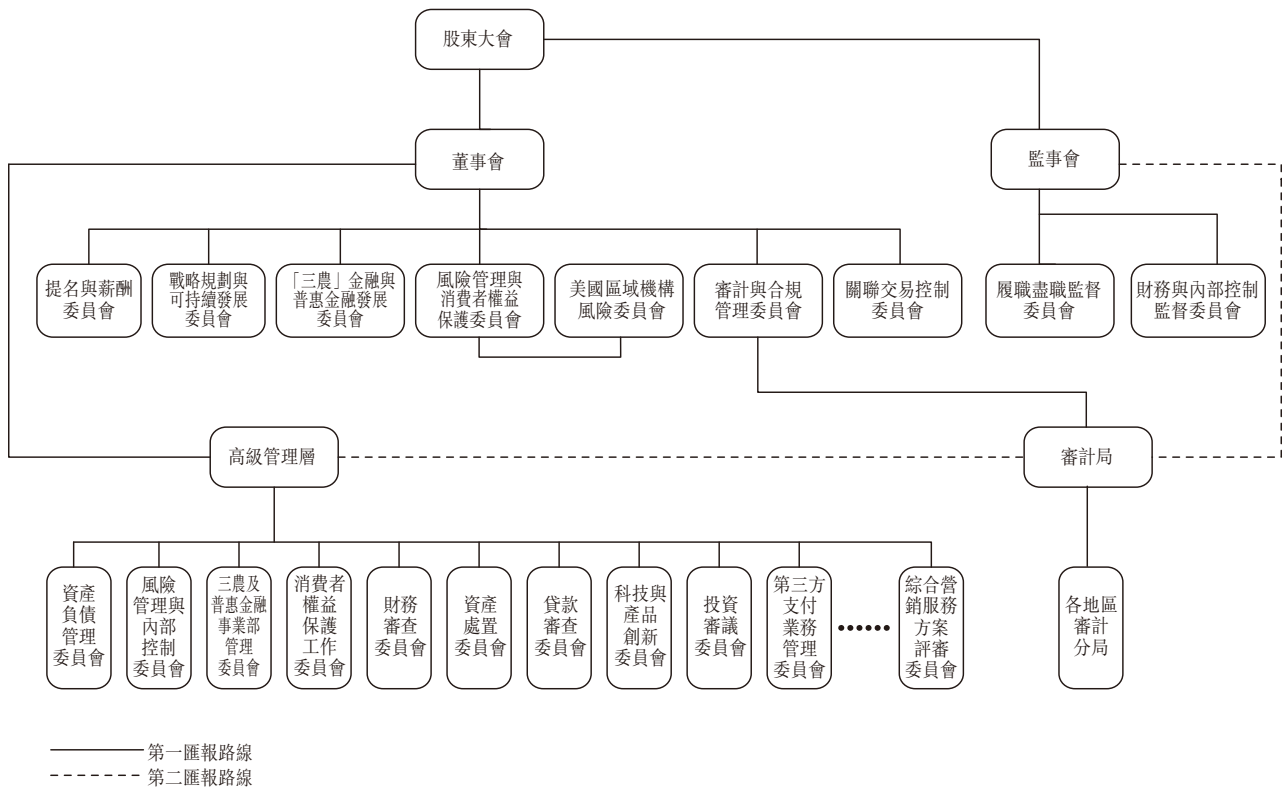 股東大會
董事會
監事會
提名與薪酬
委員會
戰略規劃與
可持續發展
委員會
「三農」金融與
普惠金融發展
委員會
風險管理與
消費者權益
保護委員會
美國區域機構
風險委員會
審計與合規
管理委員會
關聯交易控制
委員會
履職盡職監督
委員會
財務與內部控制
監督委員會
高級管理層
審計局
資產
負債
管理
委員會
風險
管理與
內部
控制
委員會
三農及
普惠金融
事業部
管理
委員會
消費者
權益
保護
工作
委員會
財務
審查
委員會
資產
處置
委員會
貸款
審查
委員會
科技與
產品
創新
委員會
投資
審議
委員會
第三方
支付
業務
管理
委員會
••••••
綜合營
銷服務
方案
評審
委員會
各地區
審計
分局
第一匯報路線
第二匯報路線